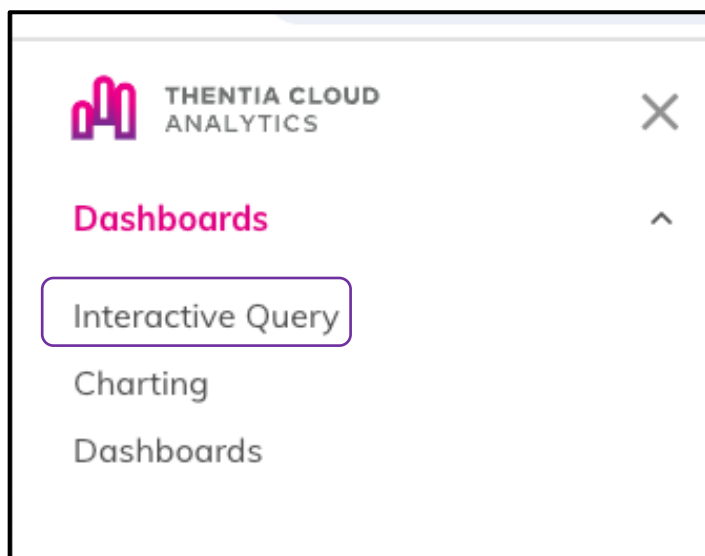 THENTIA CLOUD
ANALYTICS
Dashboards
Interactive Query
Charting
Dashboards